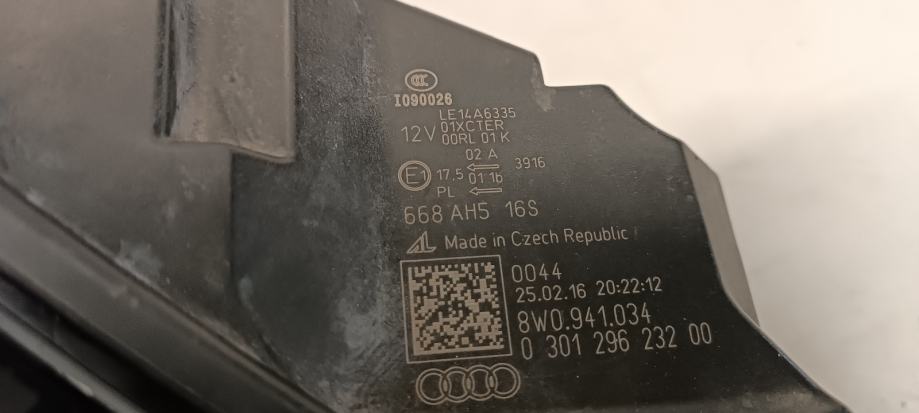 CCC
I090026
LE14A6335
12V 01XCTER
00RL 01 K
02 A
E1 17.5 ← 3916
01 1b
PL ←
668 AH5 16S
AL Made in Czech Republic
0044
25.02.16 20:22:12
8W0.941.034
0 301 296 232 00